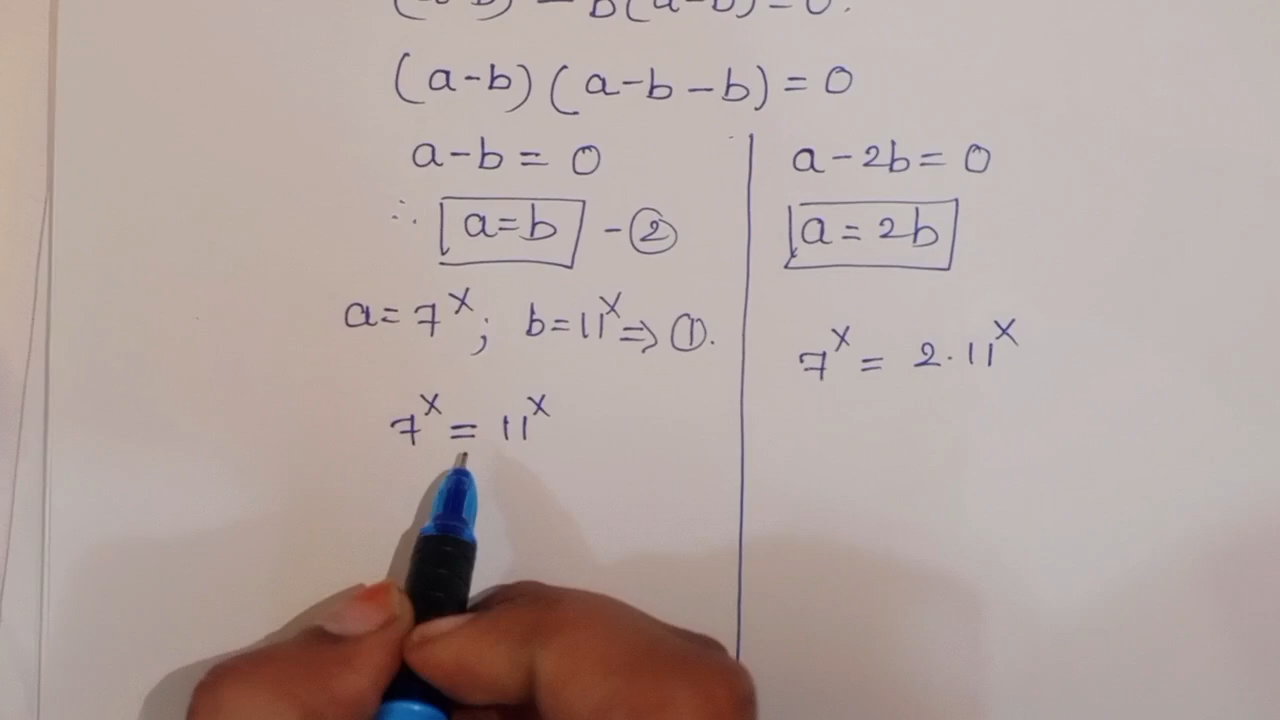 (a-b)(a-b-b)=0
a-b=0
∴ a=b -②
a=7^x; b=11^x ⇒ ①.
7^x = 11^x
a-2b=0
a=2b
7^x = 2.11^x